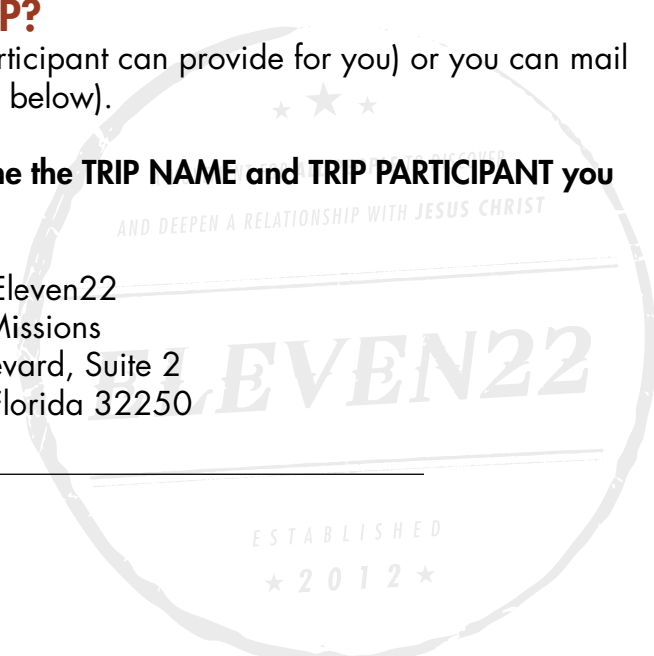 P?
rticipant can provide for you) or you can mail
below).
ne the TRIP NAME and TRIP PARTICIPANT you
AND DEEPEN A RELATIONSHIP WITH JESUS CHRIST
Eleven22
Missions
evard, Suite 2
Florida 32250
ELEVEN22
ESTABLISHED
2012